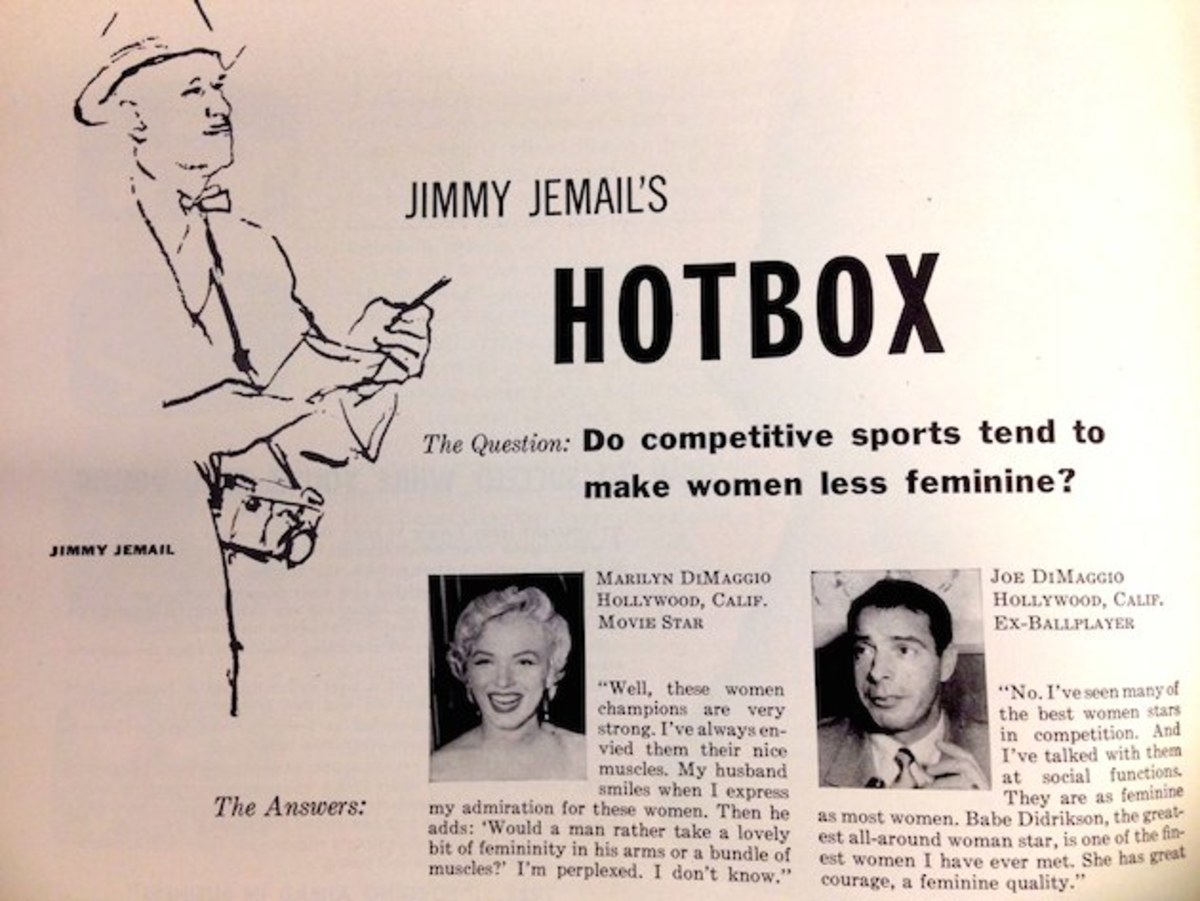 JIMMY JEMAIL'S
HOTBOX
The Question: Do competitive sports tend to
make women less feminine?
JIMMY JEMAIL
The Answers:
MARILYN DIMAGGIO
HOLLYWOOD, CALIF.
MOVIE STAR
“Well, these women
champions are very
strong. I've always en-
vied them their nice
muscles. My husband
smiles when I express
my admiration for these women. Then he
adds: ‘Would a man rather take a lovely
bit of femininity in his arms or a bundle of
muscles?’ I'm perplexed. I don't know.”
JOE DIMAGGIO
HOLLYWOOD, CALIF.
EX-BALLPLAYER
“No. I've seen many of
the best women stars
in competition. And
I've talked with them
at social functions.
They are as feminine
as most women. Babe Didrikson, the great-
est all-around woman star, is one of the fin-
est women I have ever met. She has great
courage, a feminine quality.”